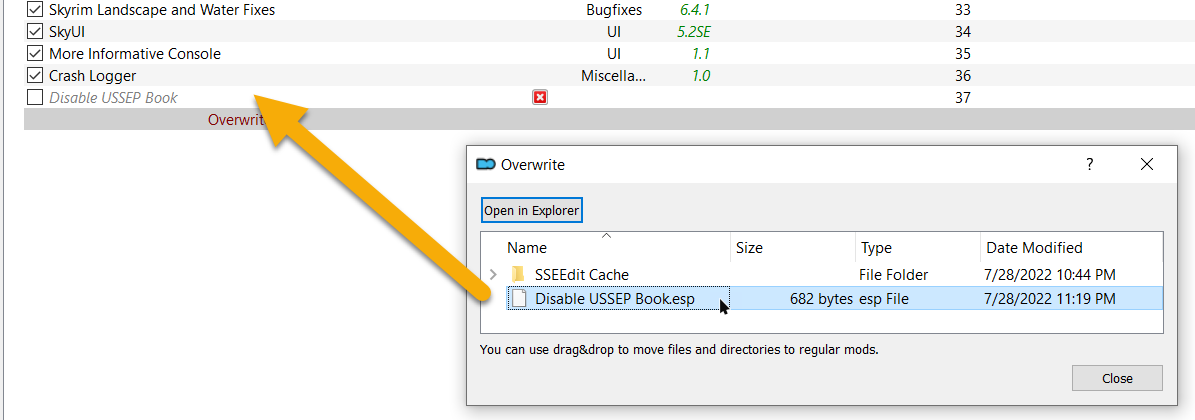 Skyrim Landscape and Water Fixes Bugfixes 6.4.1 33
SkyUI UI 5.2SE 34
More Informative Console UI 1.1 35
Crash Logger Miscella... 1.0 36
Disable USSEP Book 37
Overwrit
Overwrite ?
Open in Explorer
Name Size Type Date Modified
SSEEdit Cache File Folder 7/28/2022 10:44 PM
Disable USSEP Book.esp 682 bytes esp File 7/28/2022 11:19 PM
You can use drag&drop to move files and directories to regular mods.
Close